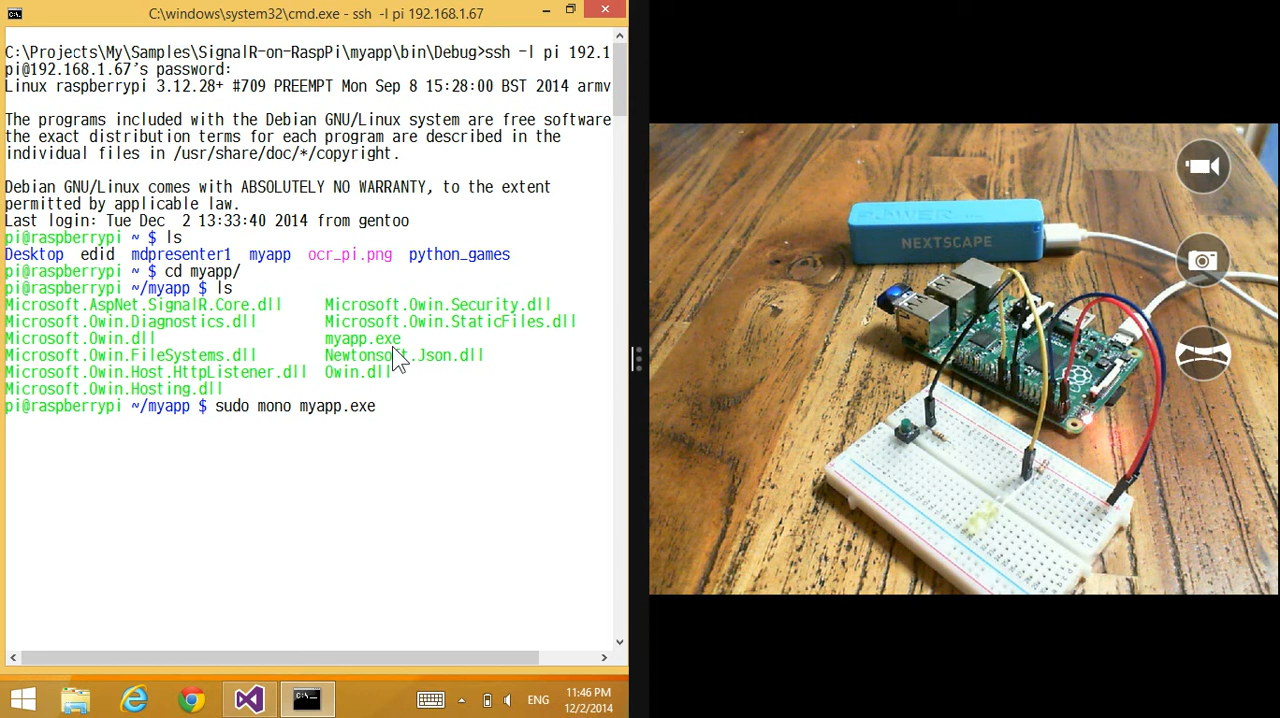 C:\windows\system32\cmd.exe - ssh -l pi 192.168.1.67
C:\Projects\My\Samples\SignalR-on-RaspPi\myapp\bin\Debug>ssh -l pi 192.1
pi@192.168.1.67's password:
Linux raspberrypi 3.12.28+ #709 PREEMPT Mon Sep 8 15:28:00 BST 2014 armv
The programs included with the Debian GNU/Linux system are free software
the exact distribution terms for each program are described in the
individual files in /usr/share/doc/*/copyright.
Debian GNU/Linux comes with ABSOLUTELY NO WARRANTY, to the extent
permitted by applicable law.
Last login: Tue Dec  2 13:33:40 2014 from gentoo
pi@raspberrypi ~ $ ls
Desktop  edid  mdpresenter1  myapp  ocr_pi.png  python_games
pi@raspberrypi ~ $ cd myapp/
pi@raspberrypi ~/myapp $ ls
Microsoft.AspNet.SignalR.Core.dll  Microsoft.Owin.Security.dll
Microsoft.Owin.Diagnostics.dll  Microsoft.Owin.StaticFiles.dll
Microsoft.Owin.dll  myapp.exe
Microsoft.Owin.FileSystems.dll  Newtonsoft.Json.dll
Microsoft.Owin.Host.HttpListener.dll  Owin.dll
Microsoft.Owin.Hosting.dll
pi@raspberrypi ~/myapp $ sudo mono myapp.exe
POWER
NEXTSCAPE
ENG
11:46 PM
12/2/2014